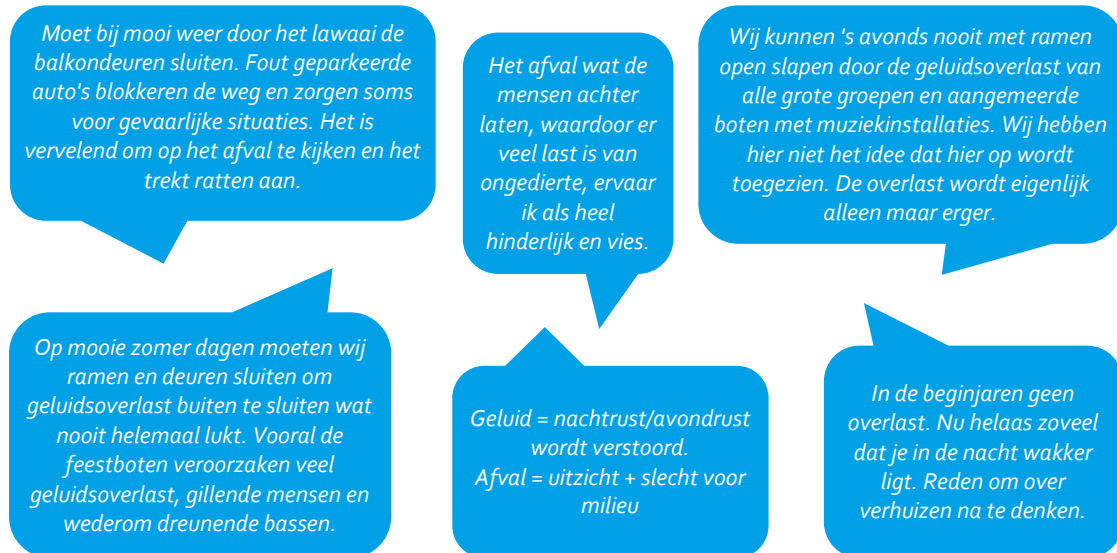 Moet bij mooi weer door het lawaai de
balkondeuren sluiten. Fout geparkeerde
auto's blokkeren de weg en zorgen soms
voor gevaarlijke situaties. Het is
vervelend om op het afval te kijken en het
trekt ratten aan.
Het afval wat de
mensen achter
laten, waardoor er
veel last is van
ongedierte, ervaar
ik als heel
hinderlijk en vies.
Wij kunnen 's avonds nooit met ramen
open slapen door de geluidsoverlast van
alle grote groepen en aangemeerde
boten met muziekinstallaties. Wij hebben
hier niet het idee dat hier op wordt
toegezien. De overlast wordt eigenlijk
alleen maar erger.
Op mooie zomer dagen moeten wij
ramen en deuren sluiten om
geluidsoverlast buiten te sluiten wat
nooit helemaal lukt. Vooral de
feestboten veroorzaken veel
geluidsoverlast, gillende mensen en
wederom dreunende bassen.
Geluid = nachtrust/avondrust
wordt verstoord.
Afval = uitzicht + slecht voor
milieu
In de beginjaren geen
overlast. Nu helaas zoveel
dat je in de nacht wakker
ligt. Reden om over
verhuizen na te denken.